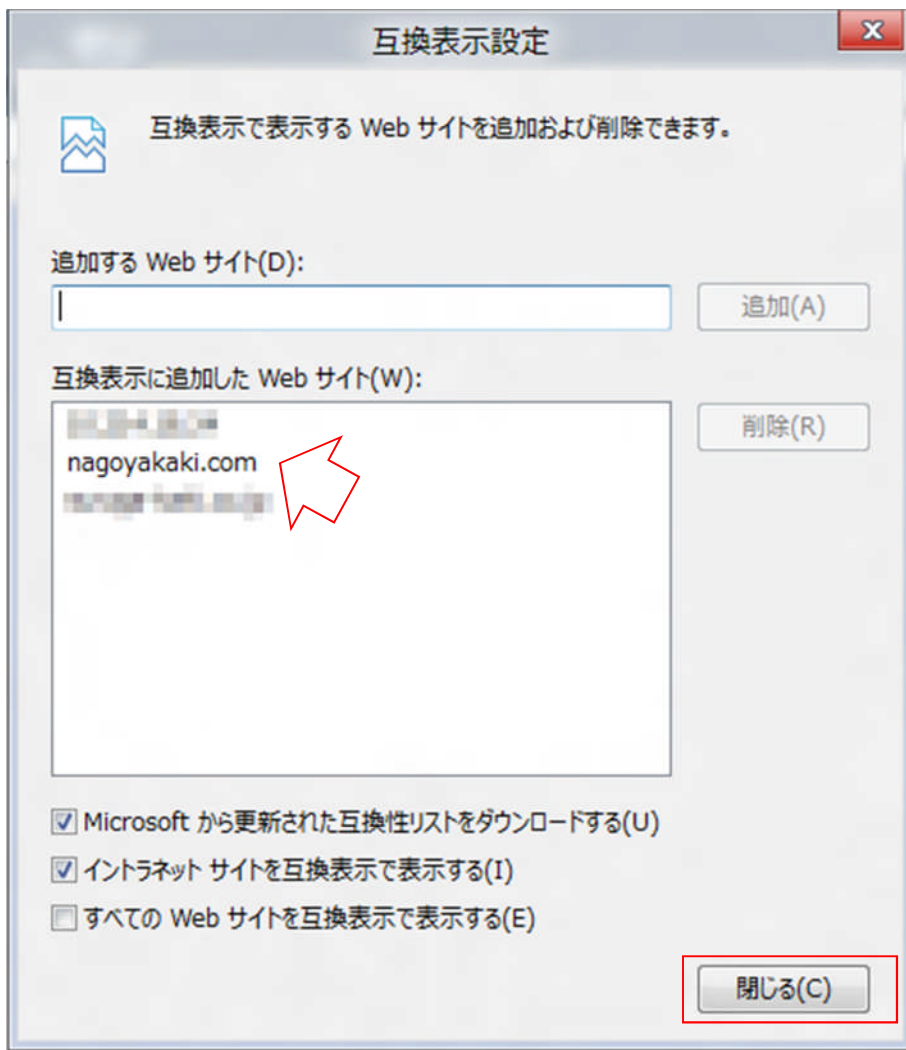 互換表示設定
互換表示で表示する Web サイトを追加および削除できます。
追加する Web サイト(D):
追加(A)
互換表示に追加した Web サイト(W):
削除(R)
nagoyakaki.com
Microsoft から更新された互換性リストをダウンロードする(U)
イントラネット サイトを互換表示で表示する(I)
すべての Web サイトを互換表示で表示する(E)
閉じる(C)